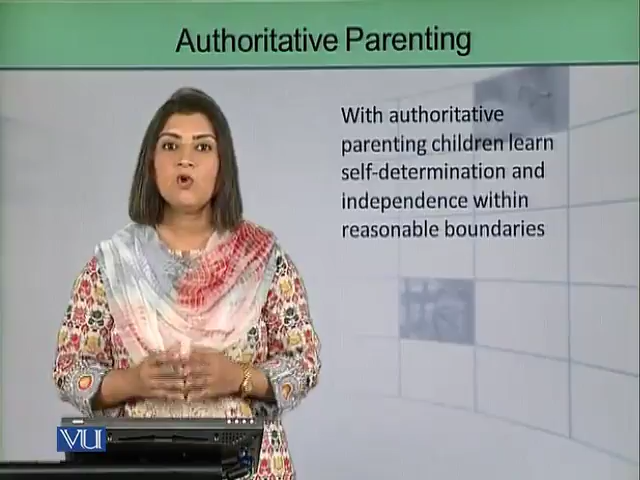 Authoritative Parenting
With authoritative
parenting children learn
self-determination and
independence within
reasonable boundaries
VU